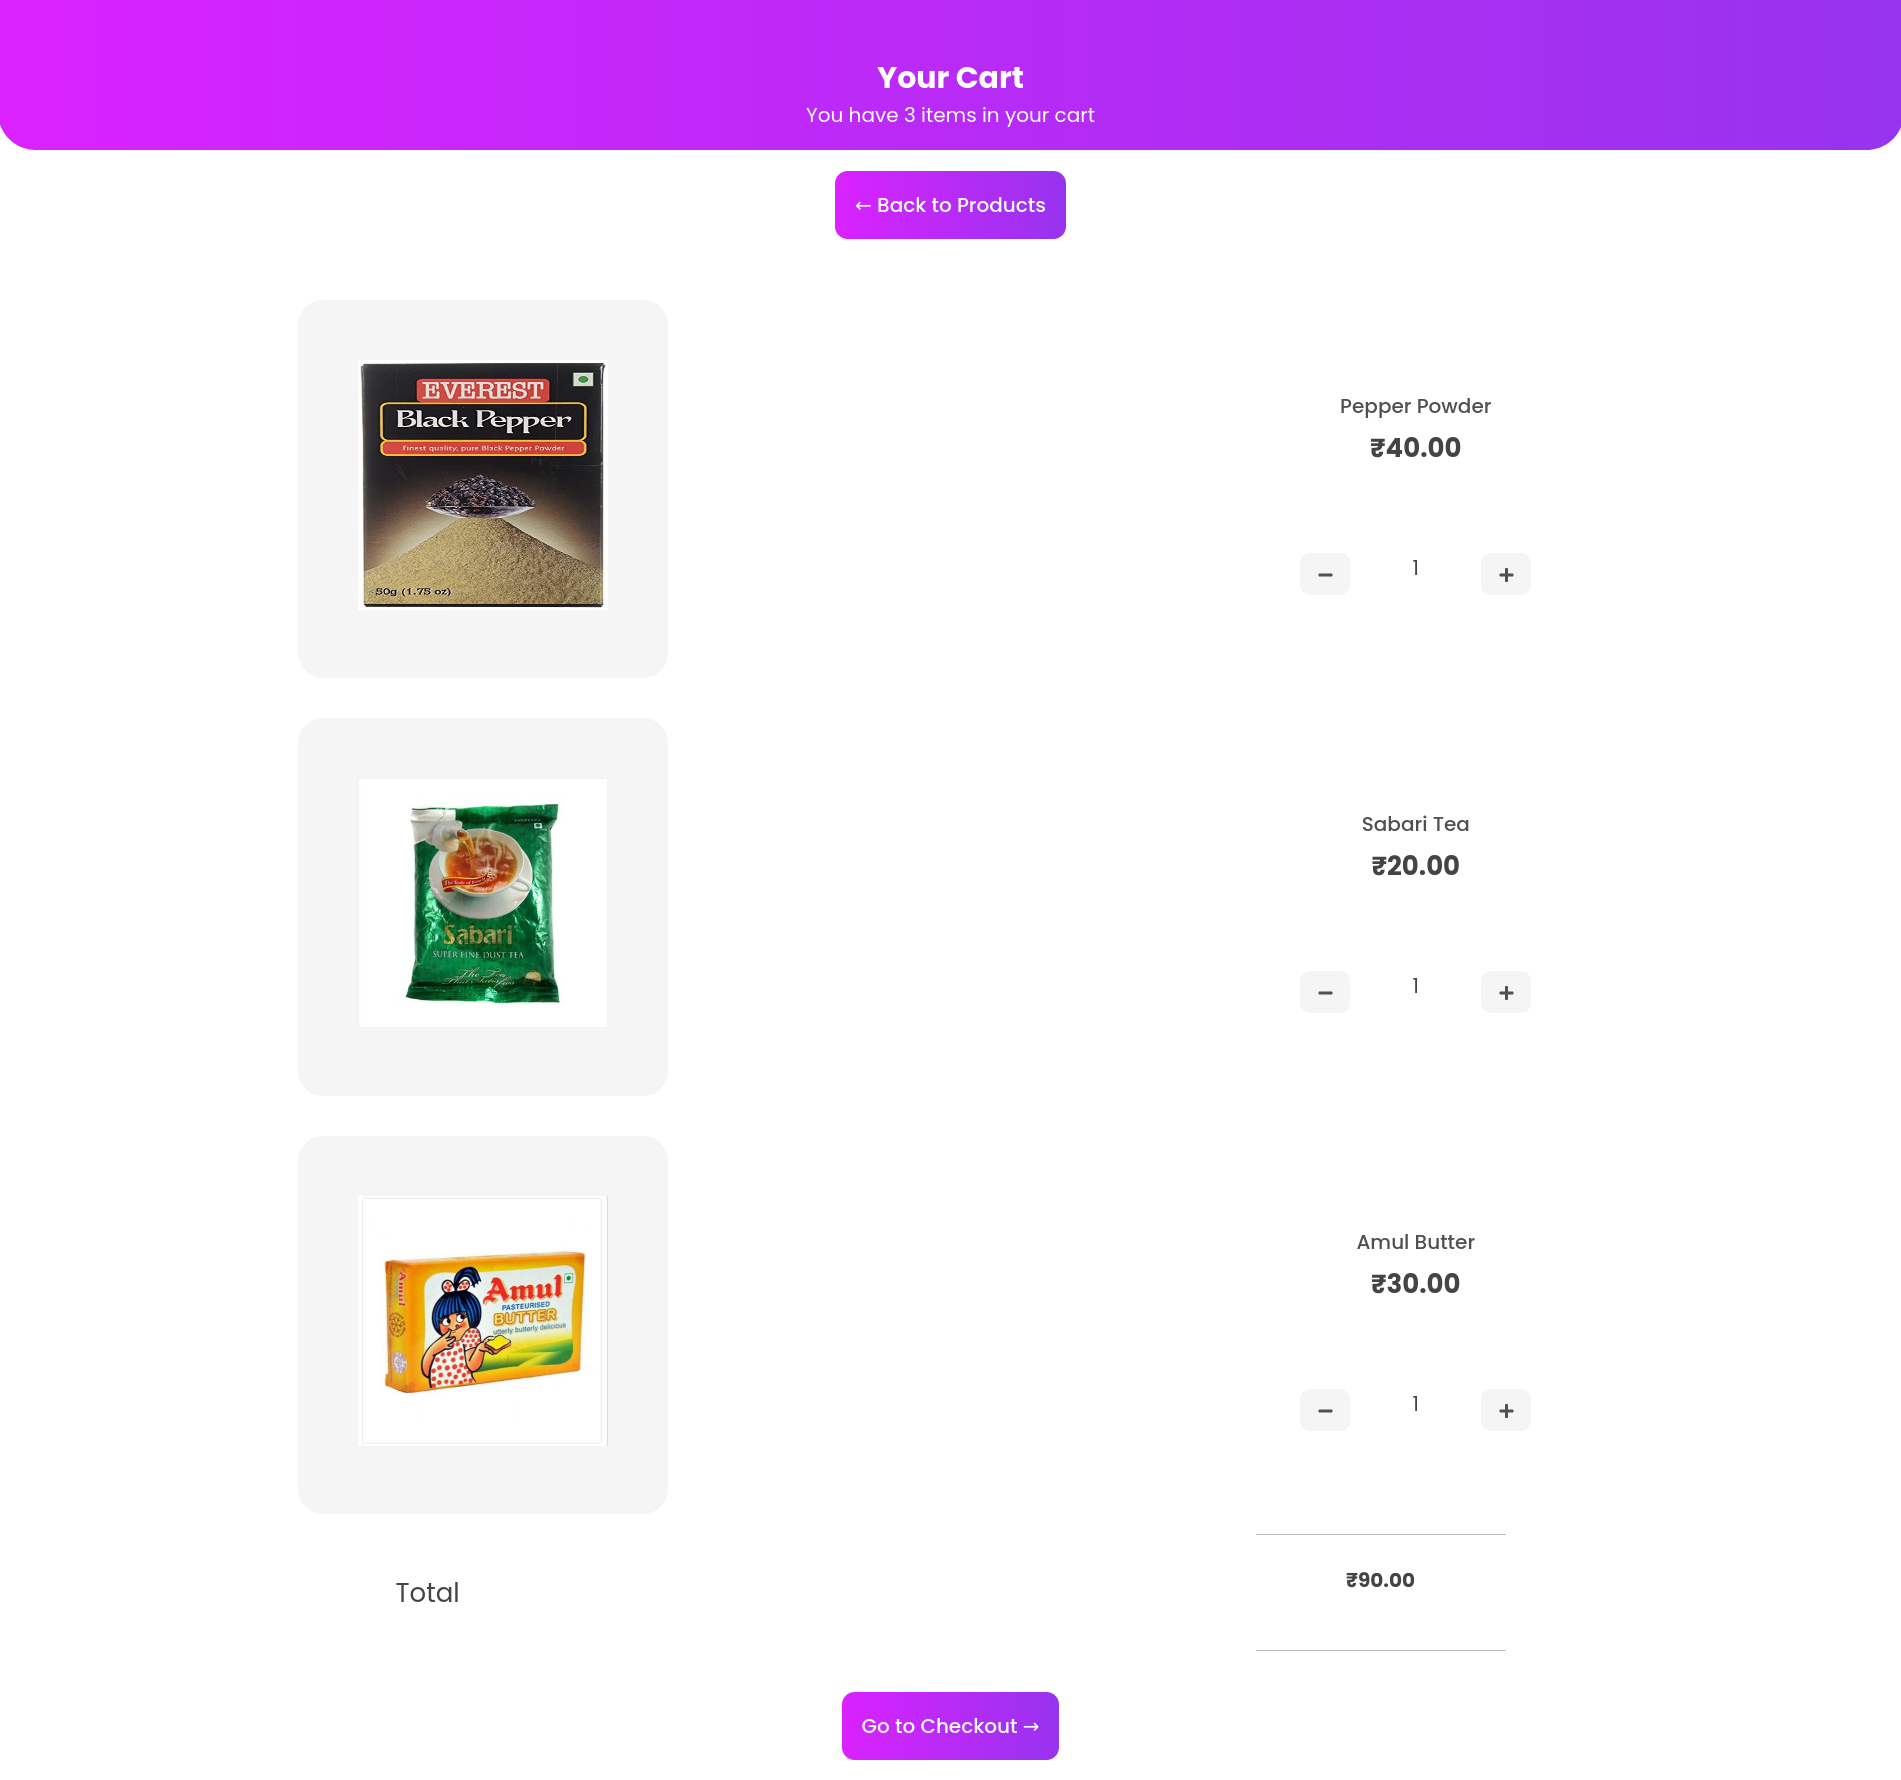 Your Cart
You have 3 items in your cart
← Back to Products
EVEREST
Black Pepper
Finest quality, pure Black Pepper Powder
50g (1.75 oz)
Pepper Powder
₹40.00
1
Sabari
SUPER FINE DUST TEA
Sabari Tea
₹20.00
1
Amul
Amul
PASTEURISED
BUTTER
utterly butterly delicious
Amul Butter
₹30.00
1
Total
₹90.00
Go to Checkout →